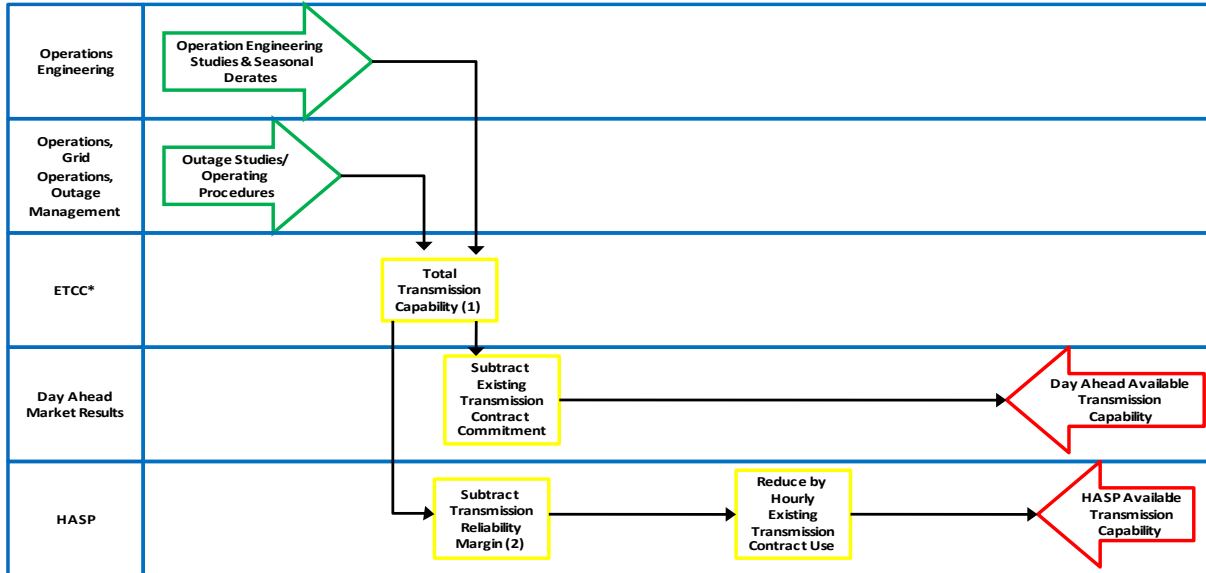 Operations
Engineering
Operation Engineering
Studies & Seasonal
Derates
Operations,
Grid
Operations,
Outage
Management
Outage Studies/
Operating
Procedures
ETCC*
Total
Transmission
Capability (1)
Day Ahead
Market Results
Subtract
Existing
Transmission
Contract
Commitment
Day Ahead Available
Transmission
Capability
HASP
Subtract
Transmission
Reliability
Margin (2)
Reduce by
Hourly
Existing
Transmission
Contract Use
HASP Available
Transmission
Capability